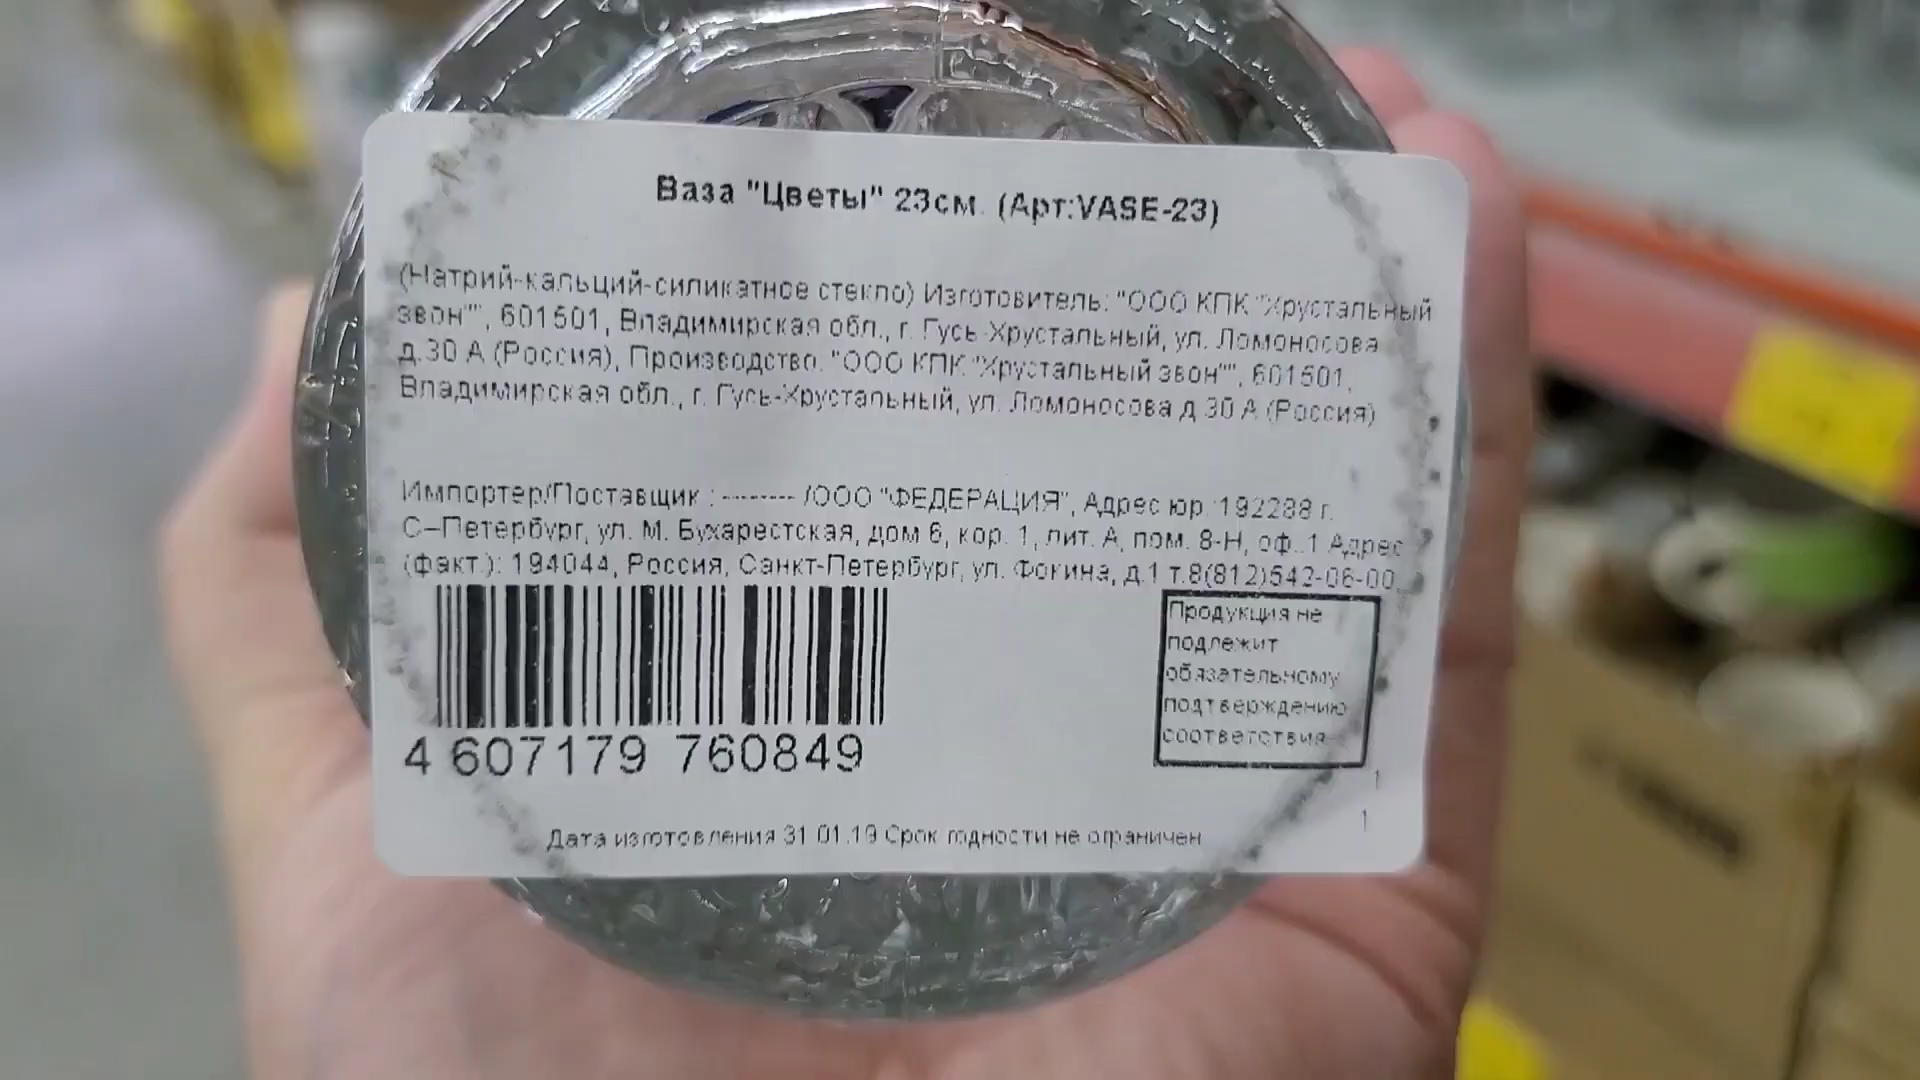 Ваза "Цветы" 23см. (Арт:VASE-23)
(Натрий-кальций-силикатное стекло) Изготовитель: "ООО КПК "Хрустальный
звон"", 601501, Владимирская обл., г. Гусь-Хрустальный, ул. Ломоносова
д.30 А (Россия), Производство: "ООО КПК "Хрустальный звон"", 601501,
Владимирская обл., г. Гусь-Хрустальный, ул. Ломоносова д.30 А (Россия)
Импортер/Поставщик : -------- /ООО "ФЕДЕРАЦИЯ", Адрес юр.:192288 г.
С-Петербург, ул. М. Бухарестская, дом 6, кор. 1, лит. А, пом. 8-Н, оф..1 Адрес
(факт.): 194044, Россия, Санкт-Петербург, ул. Фокина, д.1 т.8(812)542-06-00
Продукция не
подлежит
обязательному
подтверждению
соответствия
4 607179 760849
1
1
Дата изготовления 31.01.19 Срок годности не ограничен